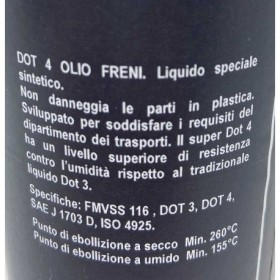 DOT 4 OLIO FRENI. Liquido speciale
sintetico.
Non danneggia le parti in plastica.
Sviluppato per soddisfare i requisiti del
dipartimento dei trasporti. Il super Dot 4
ha un livello superiore di resistenza
contro l'umidità rispetto al tradizionale
liquido Dot 3.
Specifiche: FMVSS 116 , DOT 3, DOT 4,
SAE J 1703 D, ISO 4925.
Punto di ebollizione a secco Min. 260°C
Punto di ebollizione a umido Min. 155°C